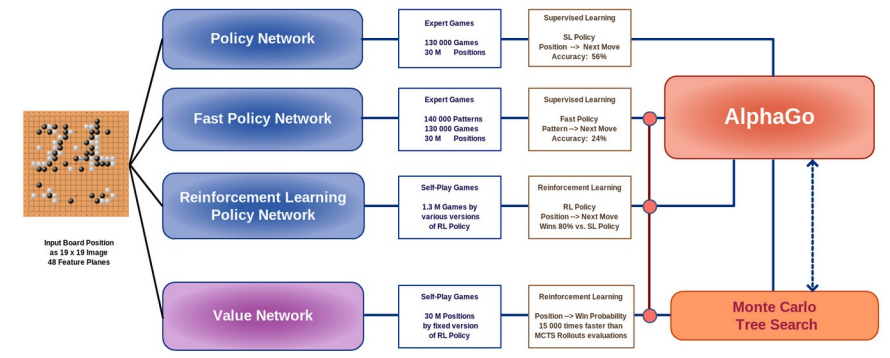 Policy Network
Expert Games
130 000 Games
30 M Positions
Supervised Learning
SL Policy
Position --> Next Move
Accuracy: 56%
Fast Policy Network
Expert Games
140 000 Patterns
130 000 Games
30 M Positions
Supervised Learning
Fast Policy
Pattern --> Next Move
Accuracy: 24%
AlphaGo
Reinforcement Learning
Policy Network
Self-Play Games
1.3 M Games by
various versions
of RL Policy
Reinforcement Learning
RL Policy
Position --> Next Move
Wins 80% vs. SL Policy
Input Board Position
as 19 x 19 Image
48 Feature Planes
Value Network
Self-Play Games
30 M Positions
by fixed version
of RL Policy
Reinforcement Learning
Position --> Win Probability
15 000 times faster than
MCTS Rollouts evaluations
Monte Carlo
Tree Search